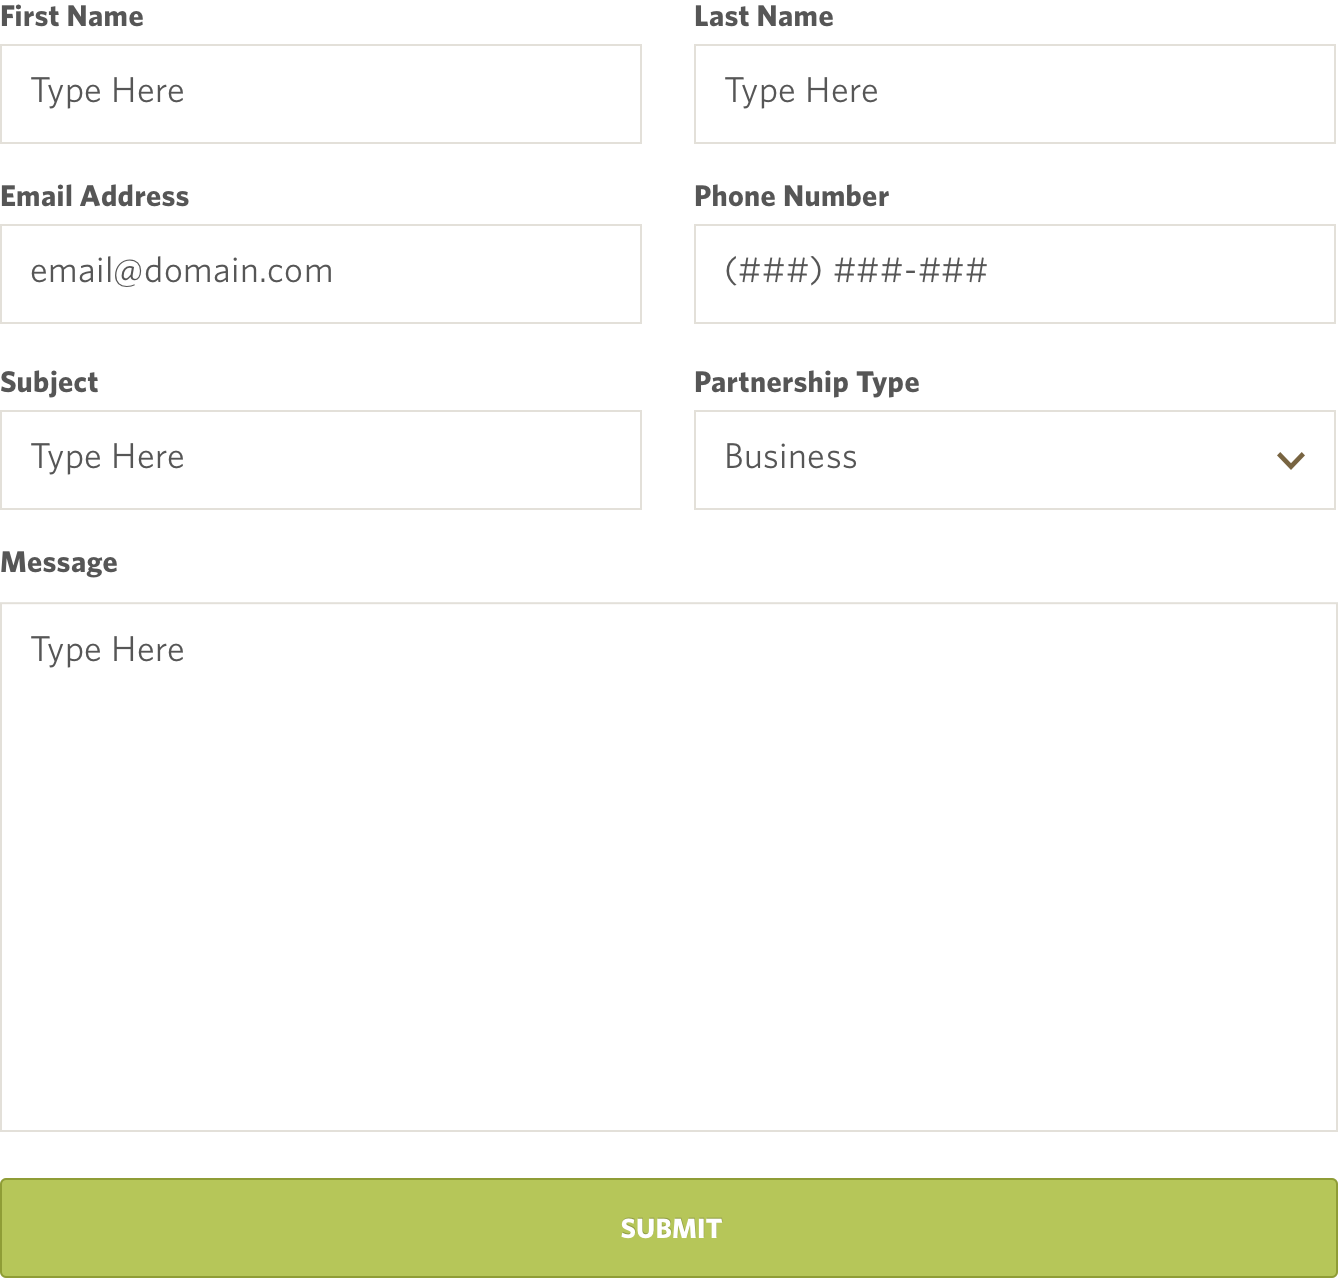 First Name
Last Name
Type Here
Type Here
Email Address
Phone Number
email@domain.com
(###) ###-###
Subject
Partnership Type
Type Here
Business
Message
Type Here
SUBMIT